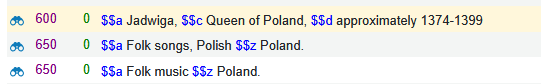 600 0 $$a Jadwiga, $$c Queen of Poland, $$d approximately 1374-1399
650 0 $$a Folk songs, Polish $$z Poland.
650 0 $$a Folk music $$z Poland.